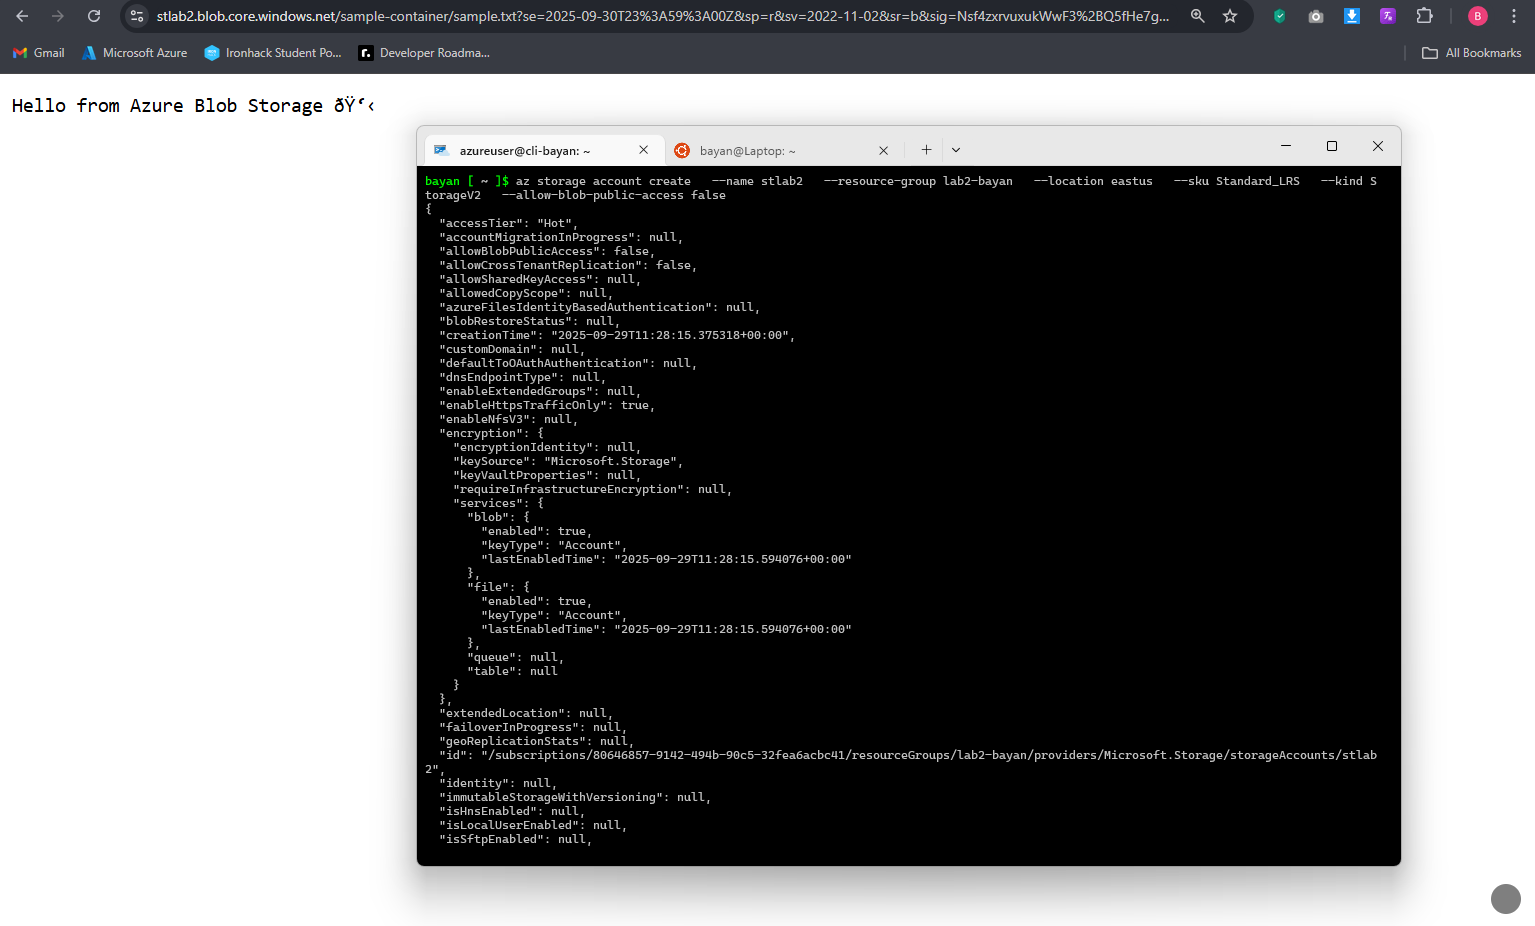 stlab2.blob.core.windows.net/sample-container/sample.txt?se=2025-09-30T23%3A59%3A00Z&sp=r&sv=2022-11-02&sr=b&sig=Nsf4zxrvuxukWwF3%2BQ5fHe7g...
B
Gmail
Microsoft Azure
Ironhack Student Po...
r.
Developer Roadma...
All Bookmarks
Hello from Azure Blob Storage ðŸ‘‹
azureuser@cli-bayan: ~
bayan@Laptop: ~
bayan [ ~ ]$ az storage account create   --name stlab2   --resource-group lab2-bayan   --location eastus   --sku Standard_LRS   --kind S
torageV2   --allow-blob-public-access false
{
"accessTier": "Hot",
"accountMigrationInProgress": null,
"allowBlobPublicAccess": false,
"allowCrossTenantReplication": false,
"allowSharedKeyAccess": null,
"allowedCopyScope": null,
"azureFilesIdentityBasedAuthentication": null,
"blobRestoreStatus": null,
"creationTime": "2025-09-29T11:28:15.375318+00:00",
"customDomain": null,
"defaultToOAuthAuthentication": null,
"dnsEndpointType": null,
"enableExtendedGroups": null,
"enableHttpsTrafficOnly": true,
"enableNfsV3": null,
"encryption": {
"encryptionIdentity": null,
"keySource": "Microsoft.Storage",
"keyVaultProperties": null,
"requireInfrastructureEncryption": null,
"services": {
"blob": {
"enabled": true,
"keyType": "Account",
"lastEnabledTime": "2025-09-29T11:28:15.594076+00:00"
},
"file": {
"enabled": true,
"keyType": "Account",
"lastEnabledTime": "2025-09-29T11:28:15.594076+00:00"
},
"queue": null,
"table": null
}
},
"extendedLocation": null,
"failoverInProgress": null,
"geoReplicationStats": null,
"id": "/subscriptions/80646857-9142-494b-90c5-32fea6acbc41/resourceGroups/lab2-bayan/providers/Microsoft.Storage/storageAccounts/stlab
2",
"identity": null,
"immutableStorageWithVersioning": null,
"isHnsEnabled": null,
"isLocalUserEnabled": null,
"isSftpEnabled": null,